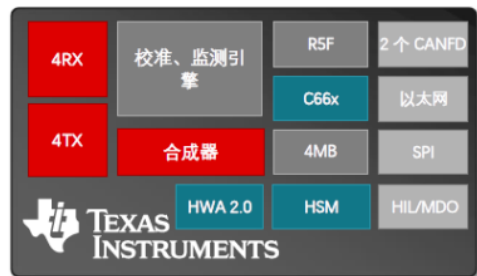 4RX
校准、监测引
擎
R5F
2 个 CANFD
C66x
以太网
4TX
合成器
4MB
SPI
HWA 2.0
HSM
HIL/MDO
TEXAS
INSTRUMENTS